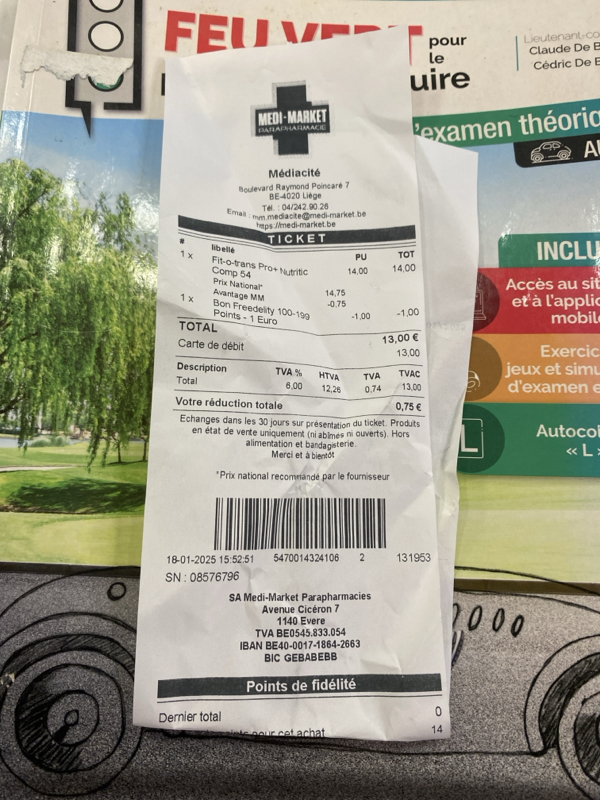 FEU VERT pour
le
uire
Lieutenant-co
Claude De B
Cédric De B
'examen théoriq
AU
INCLU
Accès au sit
et à l'applic
mobile
Exercic
jeux et simu
d'examen e
L
Autocol
« L »
MEDI-MARKET
PARAPHARMACIE
Médiacité
Boulevard Raymond Poincaré 7
BE-4020 Liège
Tél. : 04/242.90.26
Email : mm.mediacite@medi-market.be
https://medi-market.be
TICKET
# libellé PU TOT
1 x Fit-o-trans Pro+ Nutritic 14,00 14,00
Comp 54
Prix National* 14,75
Avantage MM -0,75
1 x Bon Freedelity 100-199 -1,00 -1,00
Points - 1 Euro
TOTAL 13,00 €
Carte de débit 13,00
Description TVA % HTVA TVA TVAC
Total 6,00 12,26 0,74 13,00
Votre réduction totale 0,75 €
Echanges dans les 30 jours sur présentation du ticket. Produits
en état de vente uniquement (ni abîmés ni ouverts). Hors
alimentation et bandagisterie.
Merci et à bientôt
*Prix national recommandé par le fournisseur
18-01-2025 15:52:51 5470014324106 2 131953
SN : 08576796
SA Medi-Market Parapharmacies
Avenue Cicéron 7
1140 Evere
TVA BE0545.833.054
IBAN BE40-0017-1864-2663
BIC GEBABEBB
Points de fidélité
Dernier total 0
pour cet achat 14